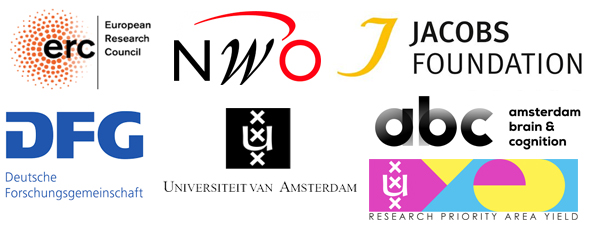 erc
European
Research
Council
NWO
JACOBS
FOUNDATION
DFG
Deutsche
Forschungsgemeinschaft
U
UNIVERSITEIT VAN AMSTERDAM
abc
amsterdam
brain &
cognition
U
yield
RESEARCH PRIORITY AREA YIELD